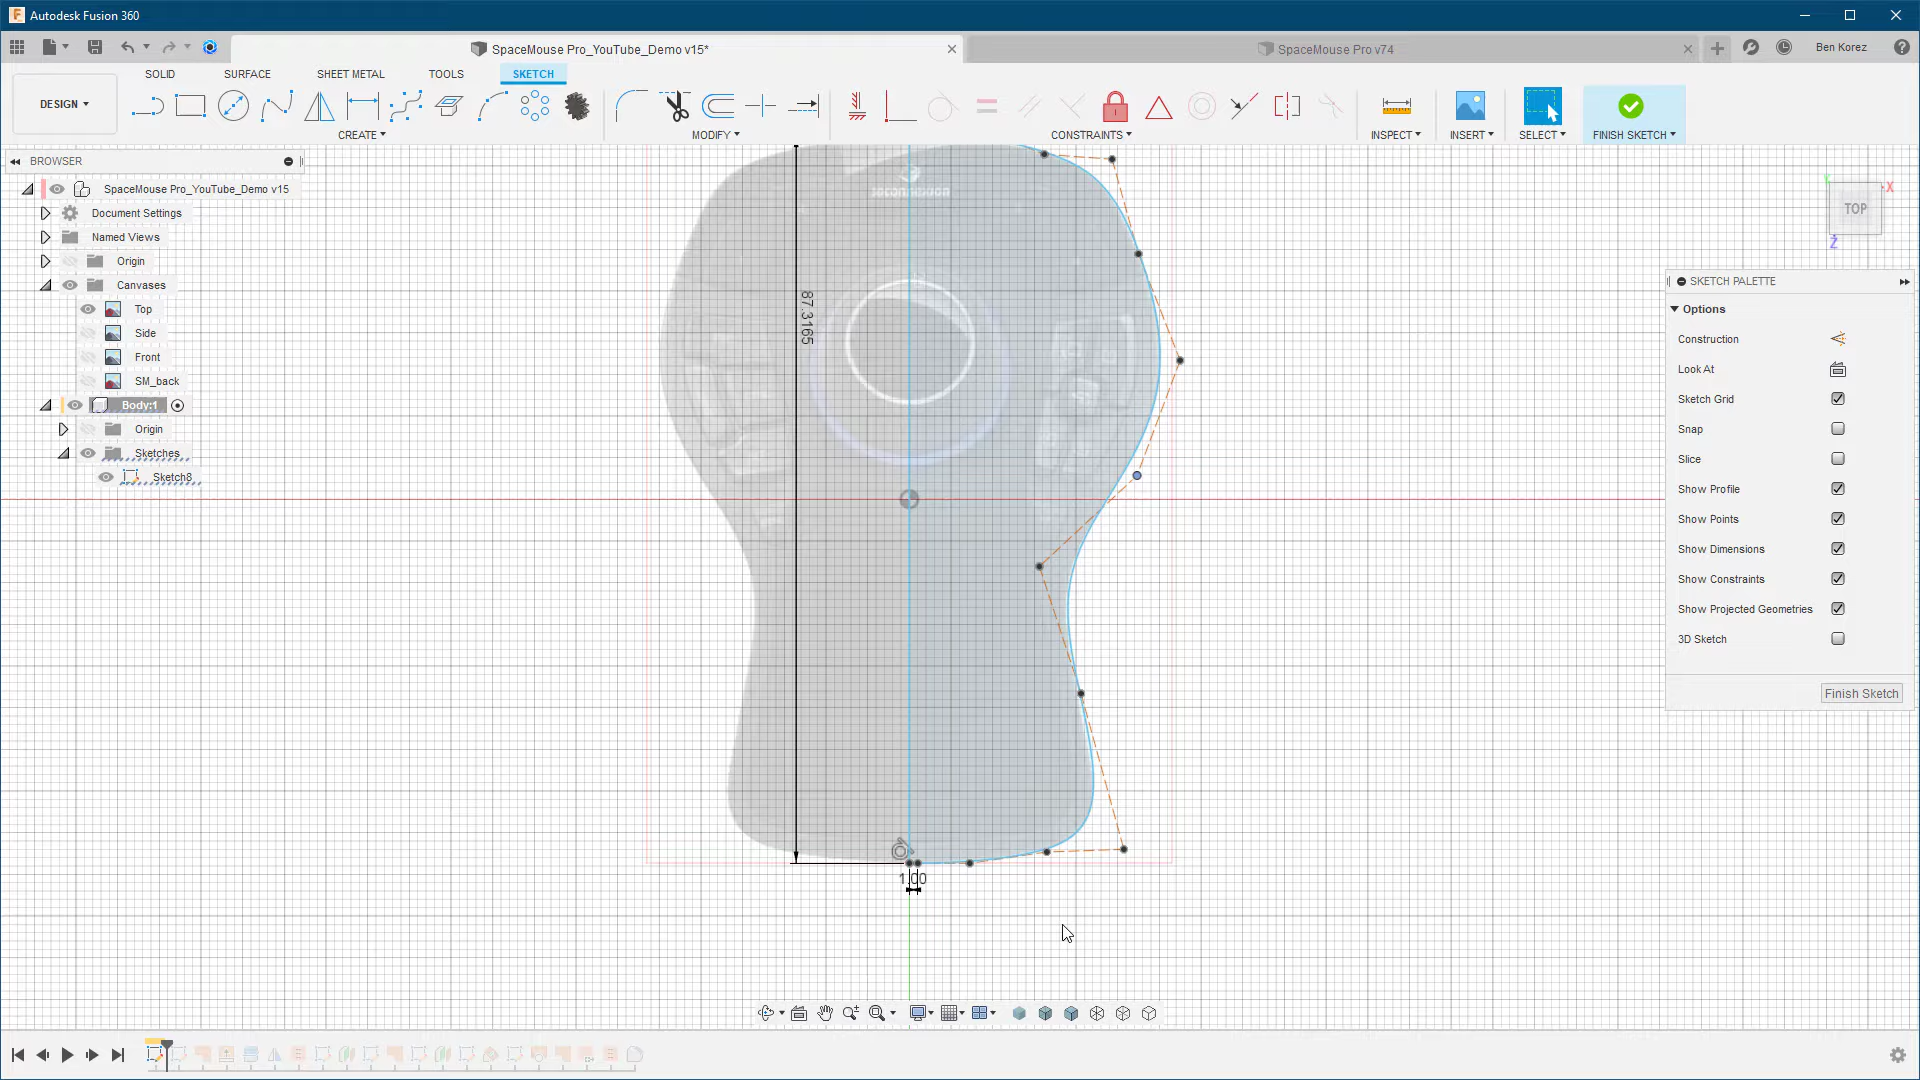 Autodesk Fusion 360
SpaceMouse Pro_YouTube_Demo v15*
SpaceMouse Pro v74
Ben Korez
DESIGN
SOLID
SURFACE
SHEET METAL
TOOLS
SKETCH
CREATE
MODIFY
CONSTRAINTS
INSPECT
INSERT
SELECT
FINISH SKETCH
BROWSER
SpaceMouse Pro_YouTube_Demo v15
Document Settings
Named Views
Origin
Canvases
Top
Side
Front
SM_back
Body:1
Origin
Sketches
Sketch8
3Dconnexion
87.3165
1.00
TOP
X
Y
Z
SKETCH PALETTE
Options
Construction
Look At
Sketch Grid
Snap
Slice
Show Profile
Show Points
Show Dimensions
Show Constraints
Show Projected Geometries
3D Sketch
Finish Sketch